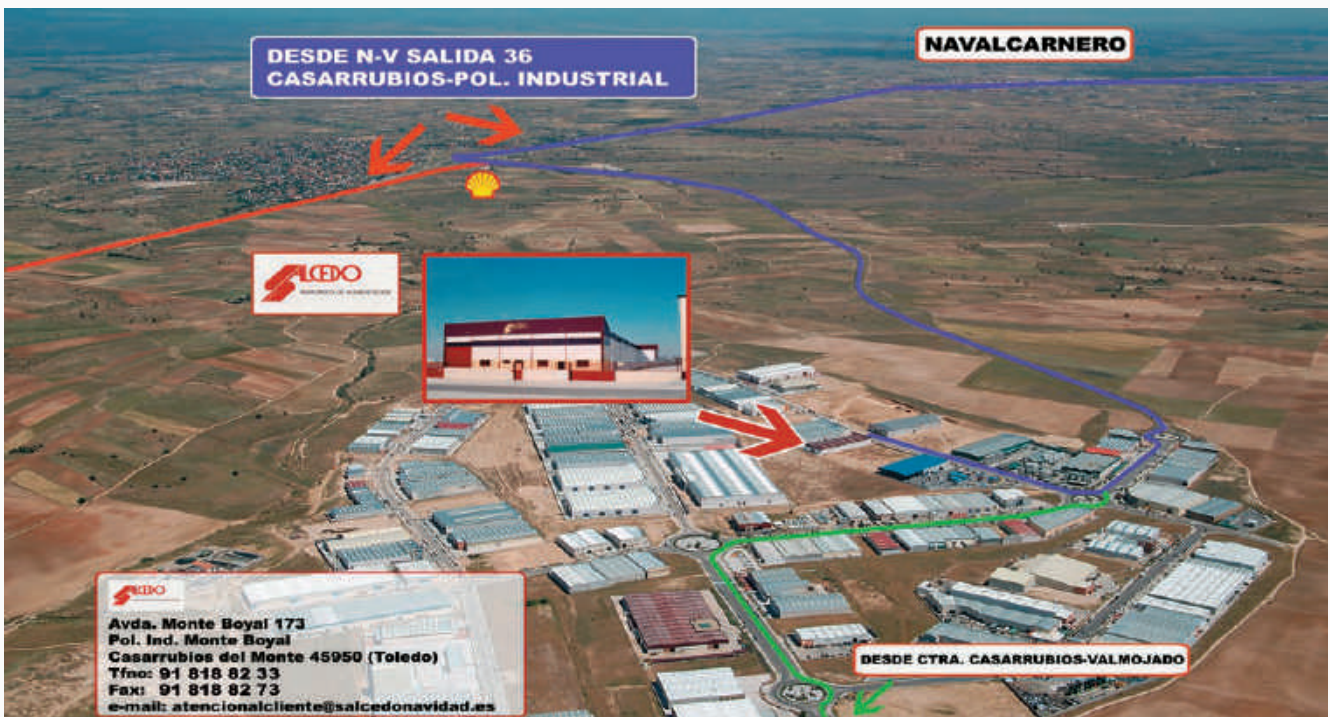 DESDE N-V SALIDA 36
CASARRUBIOS-POL. INDUSTRIAL
NAVALCARNERO
SALCEDO
SALCEDO
Avda. Monte Boyal 173
Pol. Ind. Monte Boyal
Casarrubios del Monte 45950 (Toledo)
Tfno: 91 818 82 33
Fax: 91 818 82 73
e-mail: atencionalcliente@salcedonavidad.es
DESDE CTRA. CASARRUBIOS-VALMOJADO